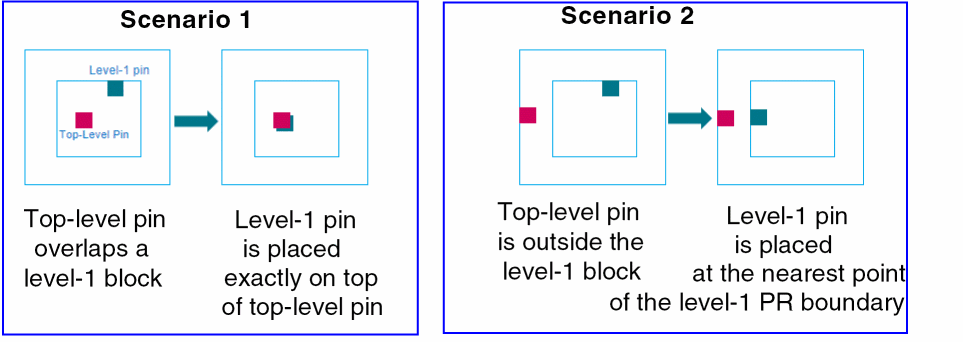 Scenario 1
Level-1 pin
Top-Level Pin
Top-level pin
overlaps a
level-1 block
Level-1 pin
is placed
exactly on top
of top-level pin
Scenario 2
Top-level pin
is outside the
level-1 block
Level-1 pin
is placed
at the nearest point
of the level-1 PR boundary